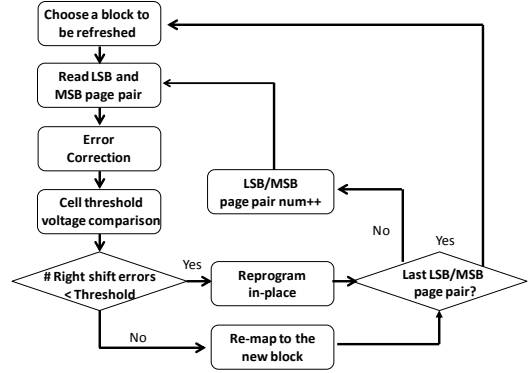 Choose a block to
be refreshed
Read LSB and
MSB page pair
Error
Correction
LSB/MSB
page pair num++
Cell threshold
voltage comparison
No
Yes
# Right shift errors
< Threshold
Yes
Reprogram
in-place
Last LSB/MSB
page pair?
No
Re-map to the
new block